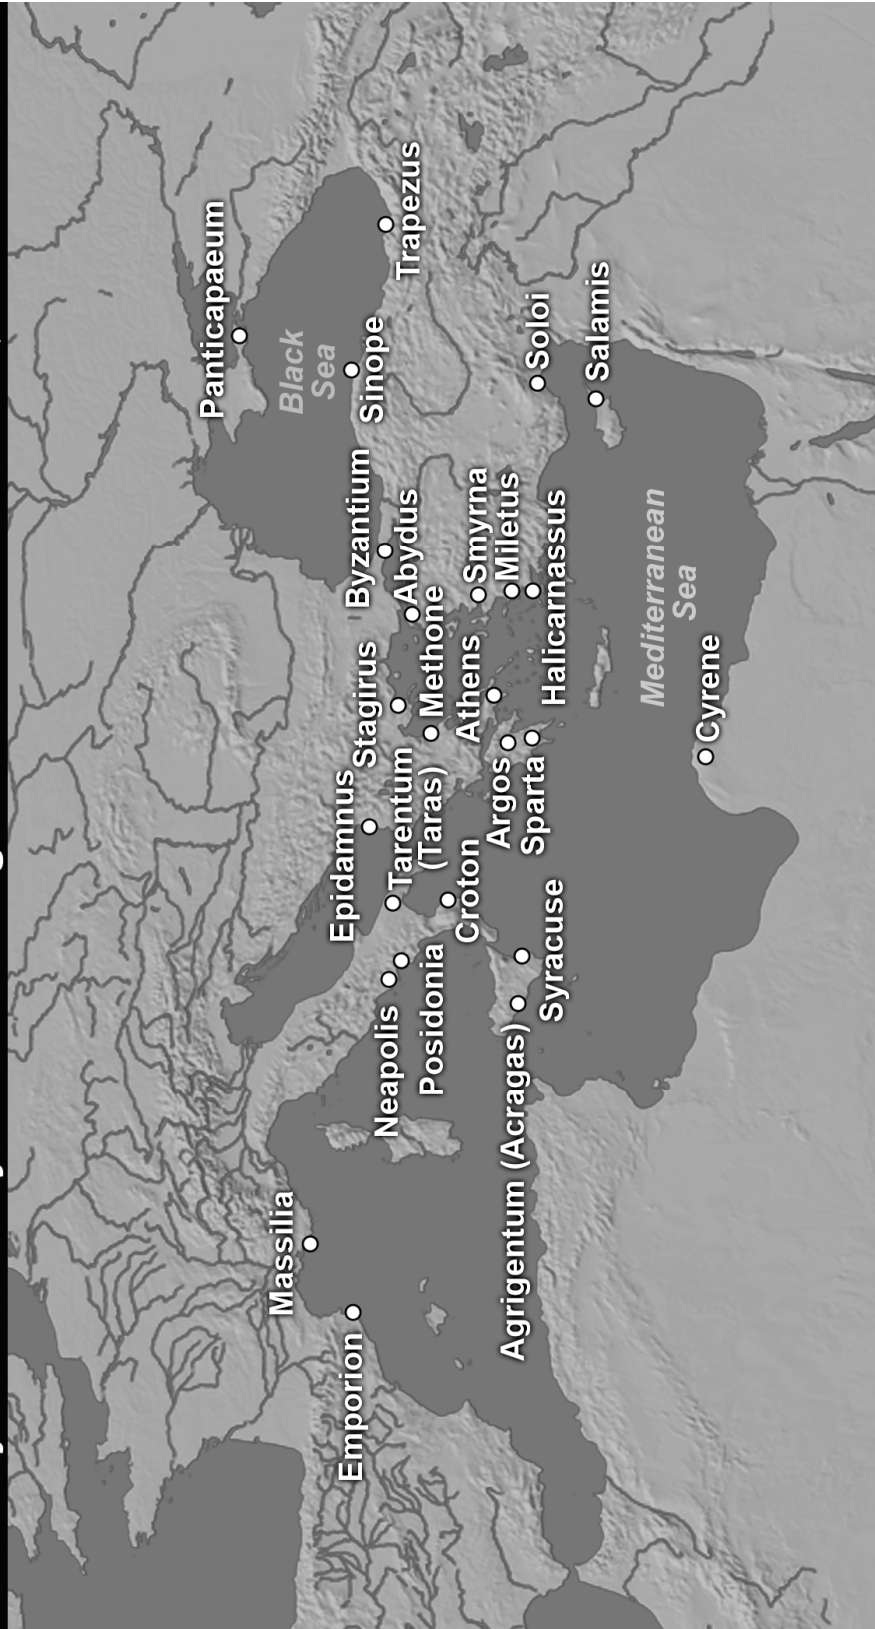 Panticapaeum
Trapezus
Black
Sea
Sinope
Soloi
Salamis
Byzantium
Abydus
Smyrna
Miletus
Halicarnassus
Mediterranean
Sea
Stagirus
Methone
Athens
Cyrene
Epidamnus
Tarentum
(Taras)
Argos
Sparta
Croton
Syracuse
Neapolis
Posidonia
Agrigentum (Acragas)
Massilia
Emporion